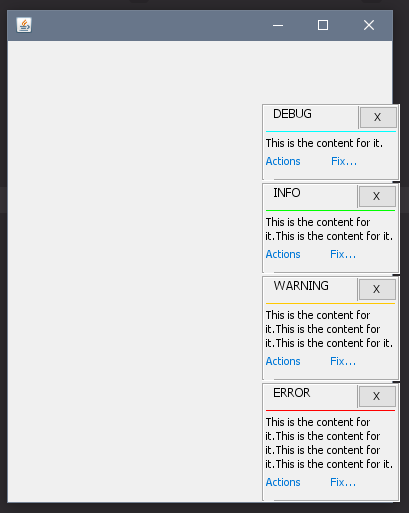 DEBUG X
This is the content for it.
Actions Fix...
INFO X
This is the content for
it.This is the content for it.
Actions Fix...
WARNING X
This is the content for
it.This is the content for
it.This is the content for it.
Actions Fix...
ERROR X
This is the content for
it.This is the content for
it.This is the content for
it.This is the content for it.
Actions Fix...